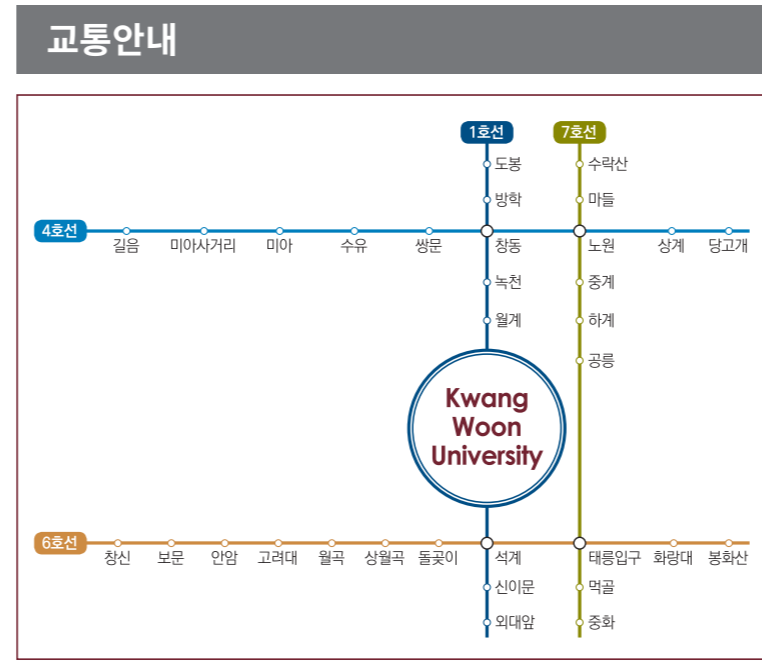 교통안내
1호선
7호선
도봉
수락산
방학
마들
4호선
길음
미아사거리
미아
수유
쌍문
창동
노원
상계
당고개
녹천
중계
월계
하계
공릉
Kwang
Woon
University
6호선
창신
보문
안암
고려대
월곡
상월곡
돌곶이
석계
태릉입구
화랑대
봉화산
신이문
먹골
외대앞
중화